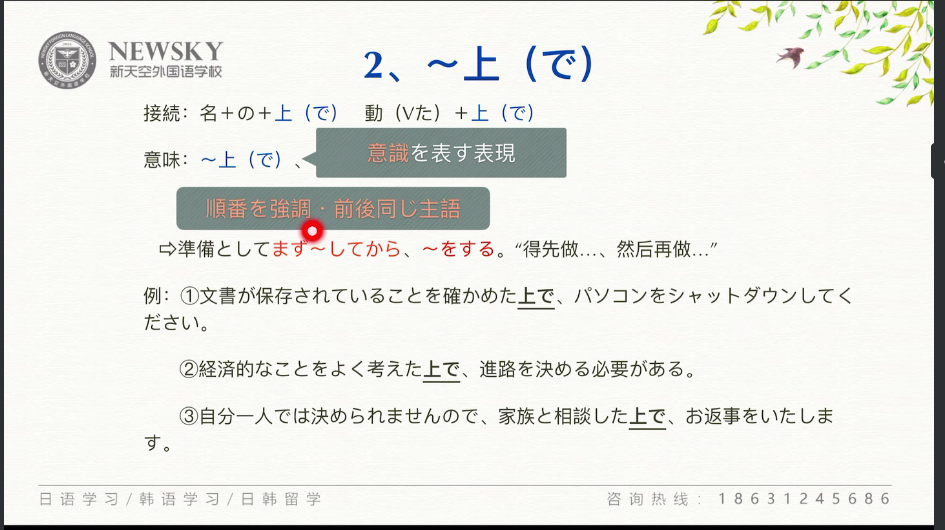 NEWSKY
新天空外国语学校
2、～上（で）
接続：名＋の＋上（で）　動（Vた）＋上（で）
意味：～上（で）、
意識を表す表現
順番を強調・前後同じ主語
⇨準備としてまず～してから、～をする。“得先做…、然后再做…”
例：①文書が保存されていることを確かめた上で、パソコンをシャットダウンしてく
ださい。
②経済的なことをよく考えた上で、進路を決める必要がある。
③自分一人では決められませんので、家族と相談した上で、お返事をいたしま
す。
日语学习/韩语学习/日韩留学
咨询热线：18631245686